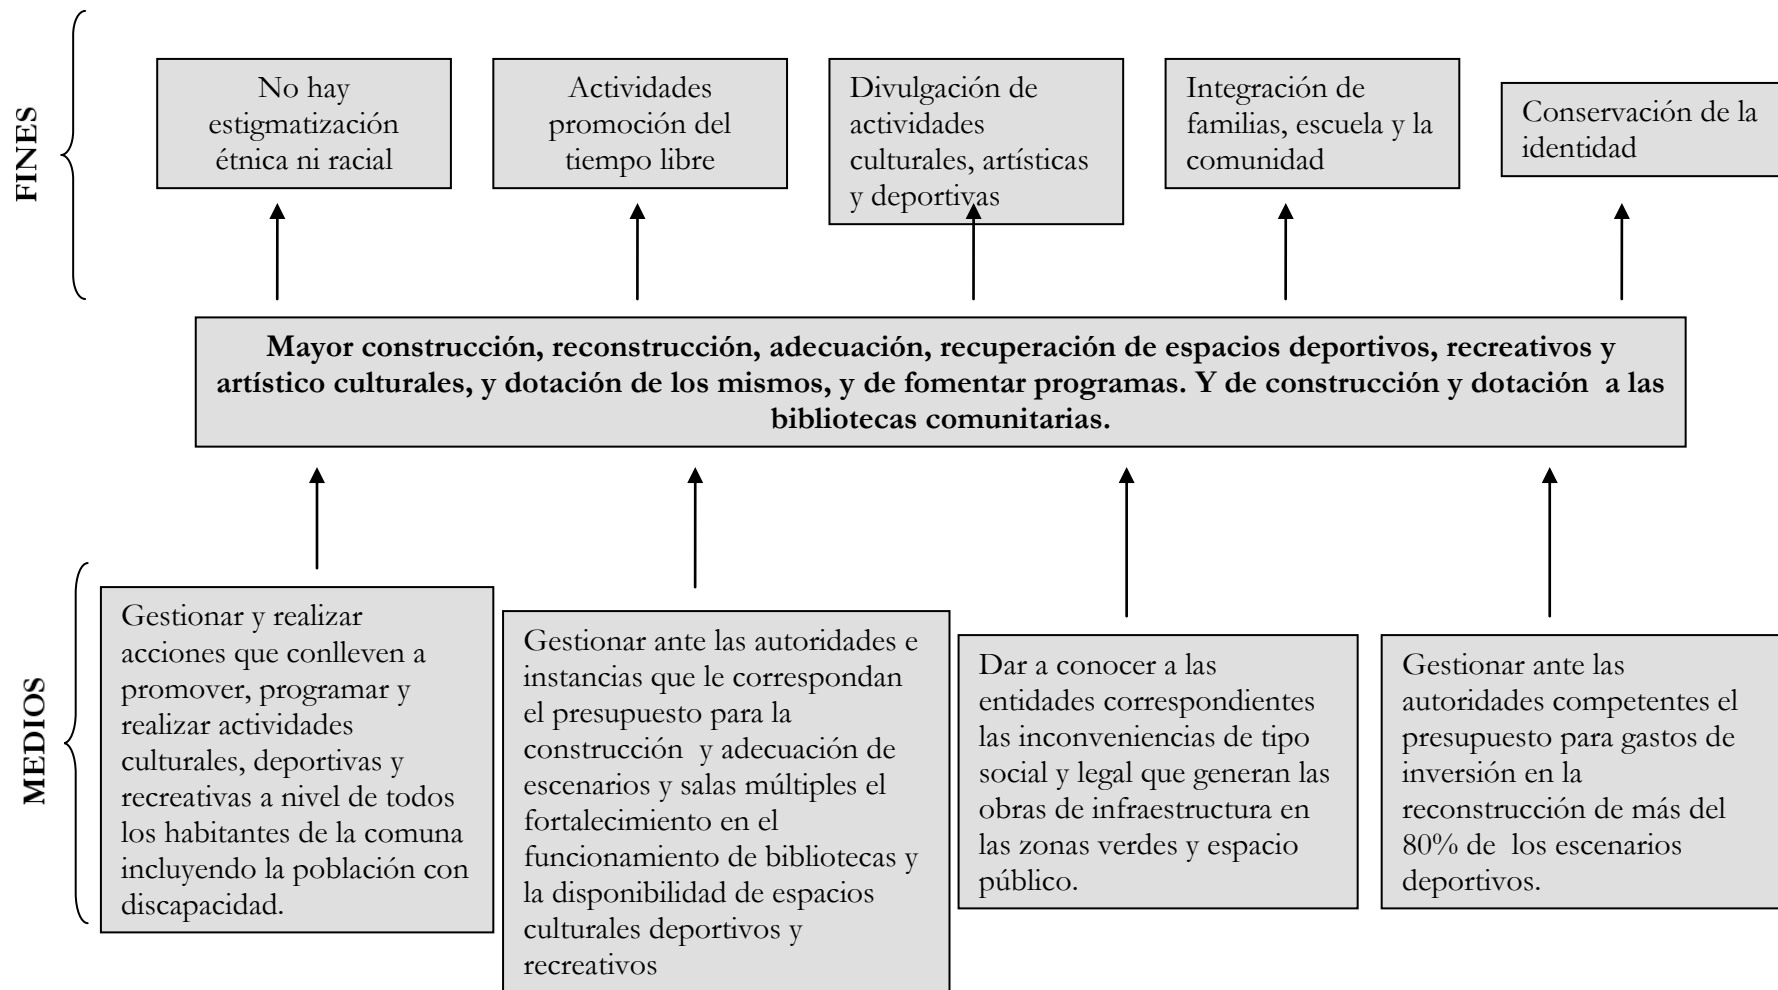 FINES
No hay
estigmatización
étnica ni racial
Actividades
promoción del
tiempo libre
Divulgación de
actividades
culturales, artísticas
y deportivas
Integración de
familias, escuela y la
comunidad
Conservación de la
identidad
Mayor construcción, reconstrucción, adecuación, recuperación de espacios deportivos, recreativos y
artístico culturales, y dotación de los mismos, y de fomentar programas. Y de construcción y dotación a las
bibliotecas comunitarias.
MEDIOS
Gestionar y realizar
acciones que conlleven a
promover, programar y
realizar actividades
culturales, deportivas y
recreativas a nivel de todos
los habitantes de la comuna
incluyendo la población con
discapacidad.
Gestionar ante las autoridades e
instancias que le correspondan
el presupuesto para la
construcción y adecuación de
escenarios y salas múltiples el
fortalecimiento en el
funcionamiento de bibliotecas y
la disponibilidad de espacios
culturales deportivos y
recreativos
Dar a conocer a las
entidades correspondientes
las inconveniencias de tipo
social y legal que generan las
obras de infraestructura en
las zonas verdes y espacio
público.
Gestionar ante las
autoridades competentes el
presupuesto para gastos de
inversión en la
reconstrucción de más del
80% de los escenarios
deportivos.